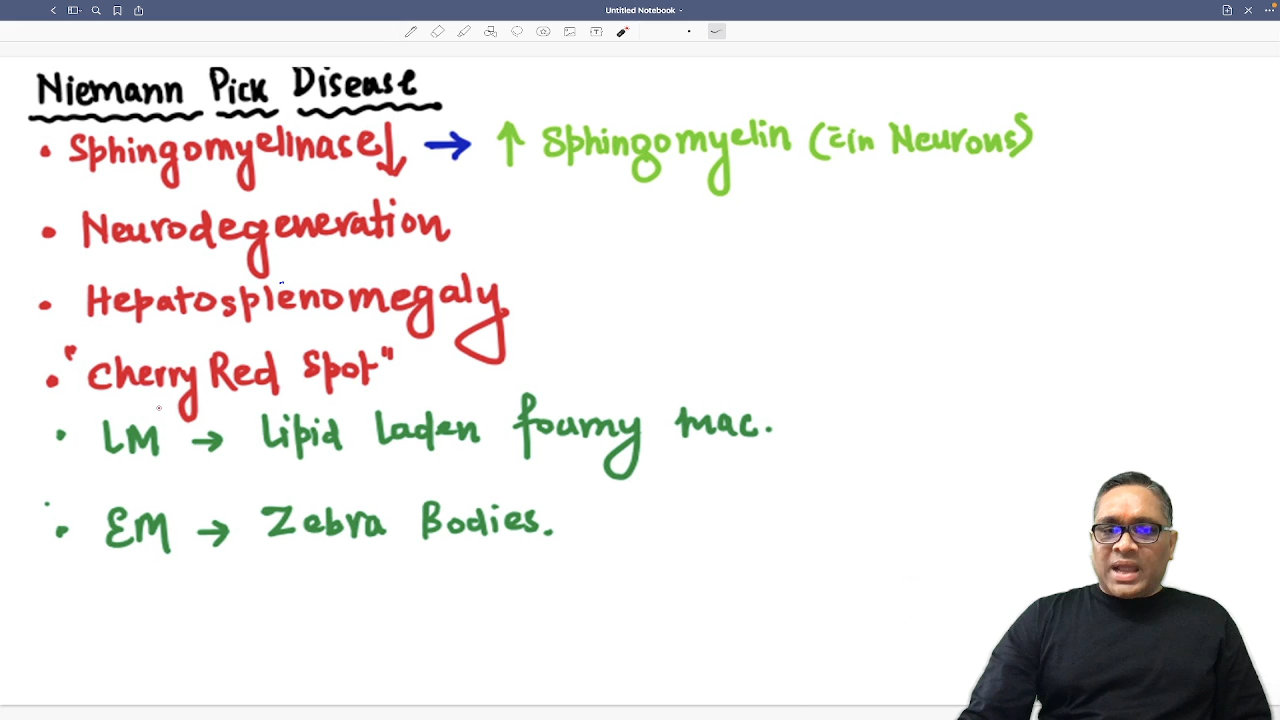 Untitled Notebook
Niemann Pick Disease
• Sphingomyelinase↓ → ↑ Sphingomyelin (c̄in Neurons)
• Neurodegeneration
• Hepatosplenomegaly
• "Cherry Red Spot"
• LM → Lipid laden foamy mac.
• EM → Zebra Bodies.